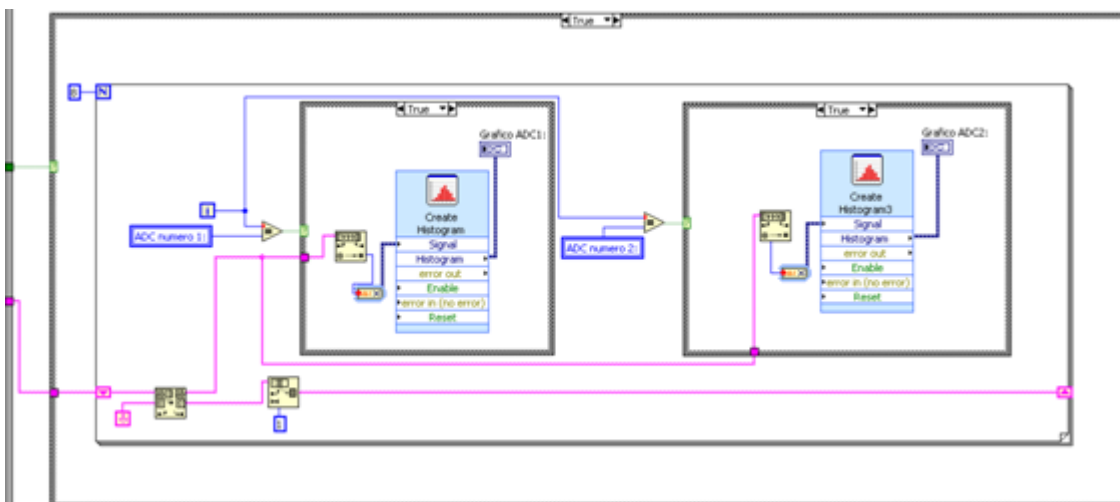 True
N
True
Grafico ADC1:
Create
Histogram
Signal
Histogram
error out
Enable
error in (no error)
Reset
i
ADC numero 1:
True
Grafico ADC2:
Create
Histogram3
Signal
Histogram
error out
Enable
error in (no error)
Reset
ADC numero 2: